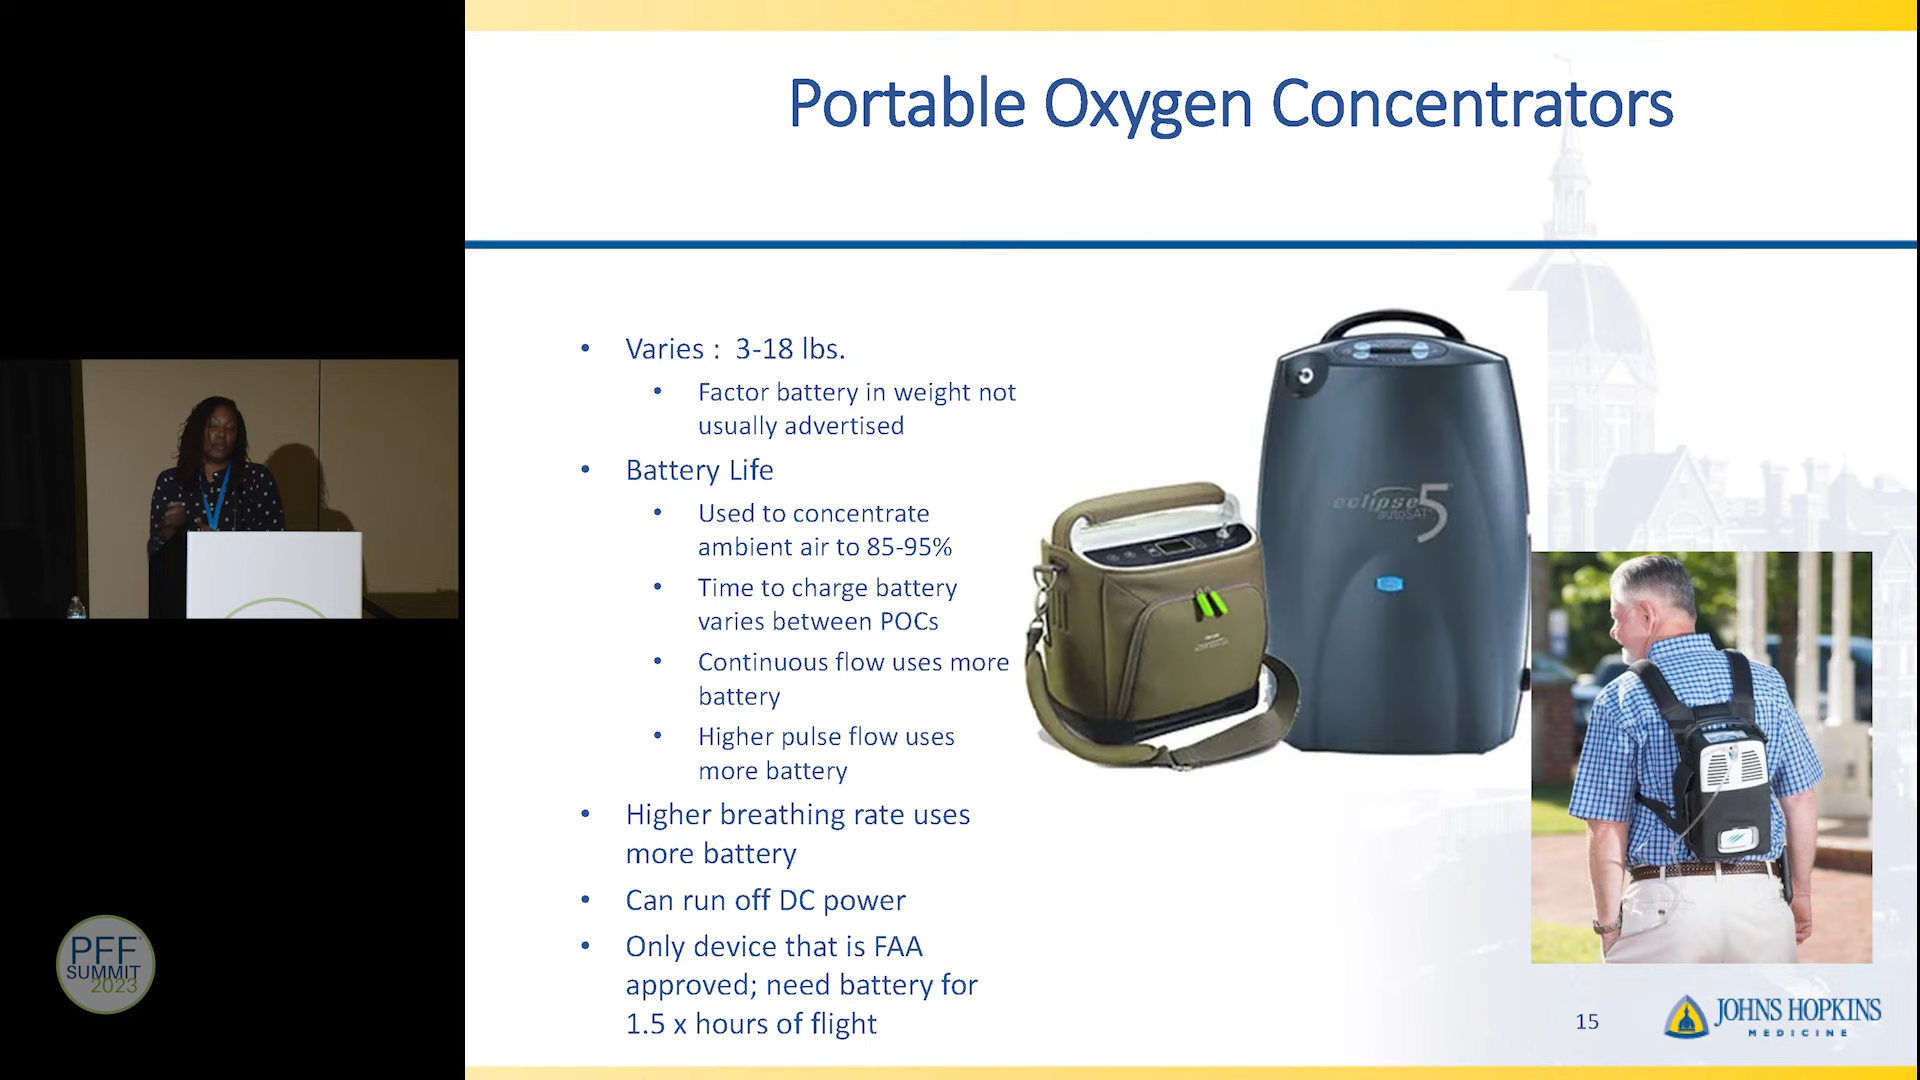 Portable Oxygen Concentrators
• Varies : 3-18 lbs.
• Factor battery in weight not
usually advertised
• Battery Life
• Used to concentrate
ambient air to 85-95%
• Time to charge battery
varies between POCs
• Continuous flow uses more
battery
• Higher pulse flow uses
more battery
• Higher breathing rate uses
more battery
• Can run off DC power
• Only device that is FAA
approved; need battery for
1.5 x hours of flight
eclipse 5
autoSAT
PFF
SUMMIT
2023
15
JOHNS HOPKINS
MEDICINE